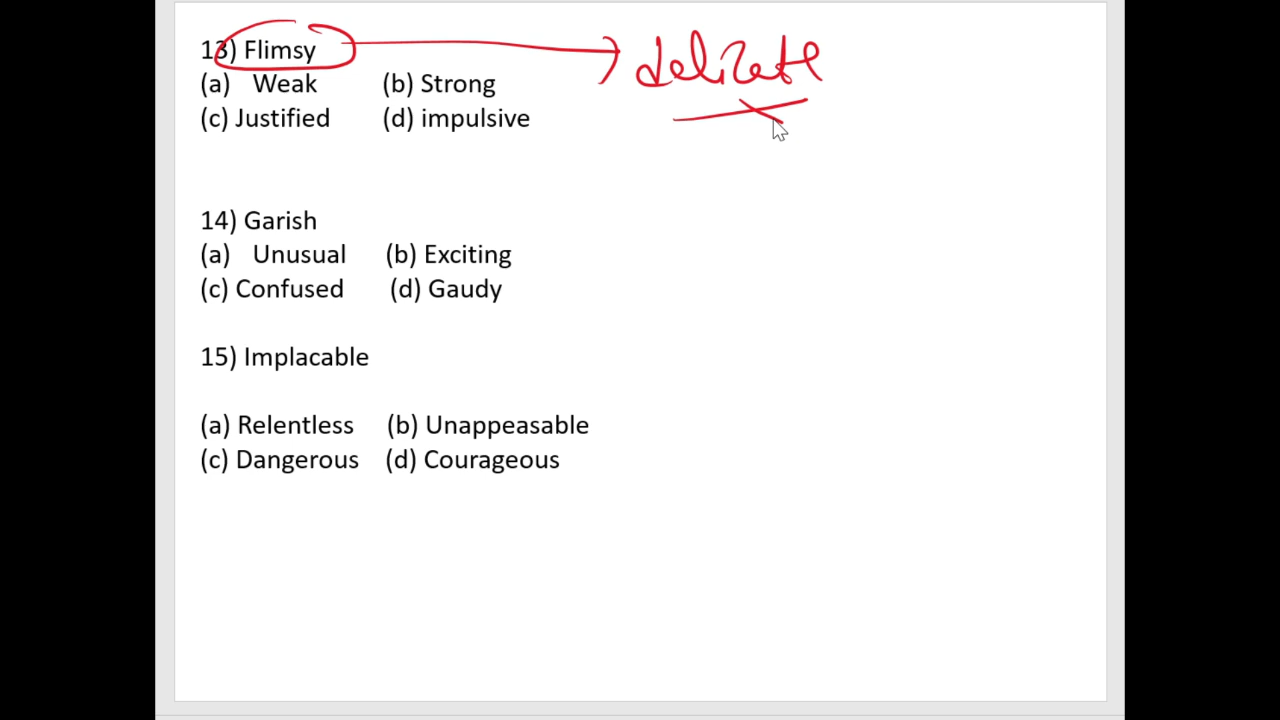 13) Flimsy delicate
(a) Weak (b) Strong
(c) Justified (d) impulsive
14) Garish
(a) Unusual (b) Exciting
(c) Confused (d) Gaudy
15) Implacable
(a) Relentless (b) Unappeasable
(c) Dangerous (d) Courageous